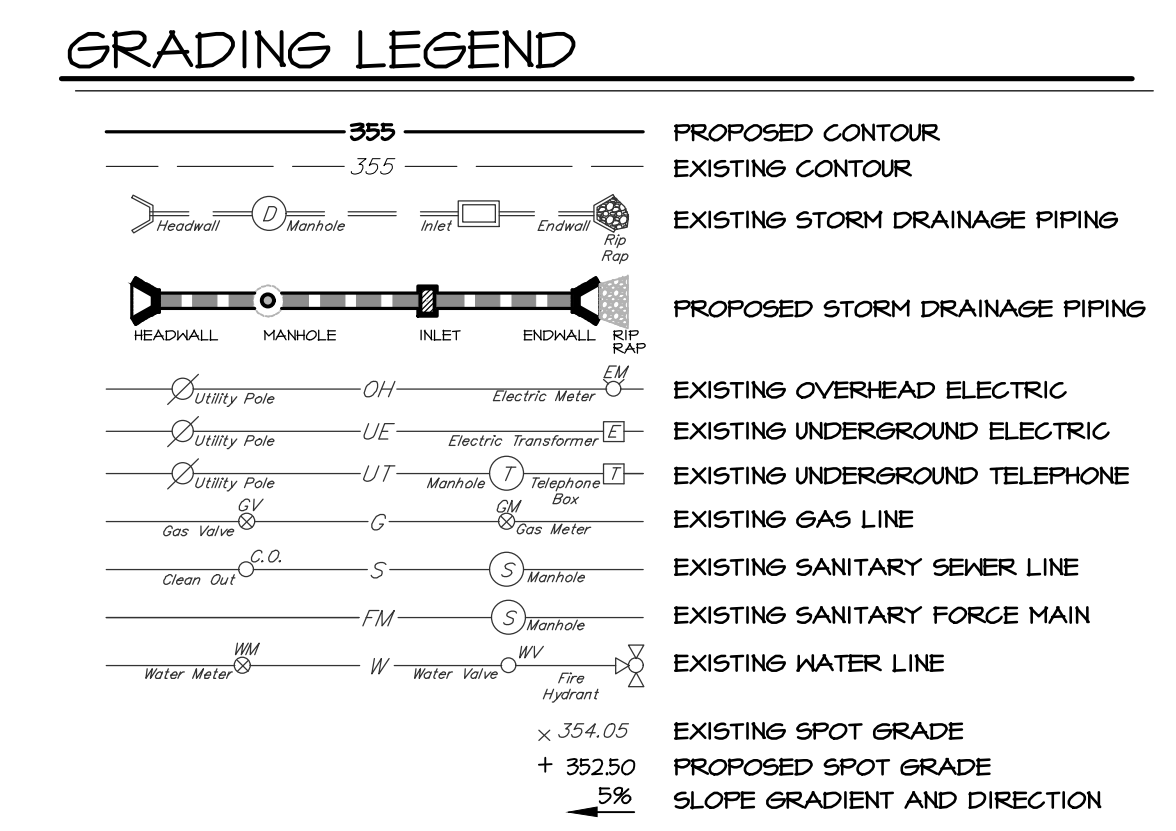 GRADING LEGEND
355 PROPOSED CONTOUR
355 EXISTING CONTOUR
Headwall D Manhole Inlet Endwall Rip Rap EXISTING STORM DRAINAGE PIPING
PROPOSED STORM DRAINAGE PIPING
HEADWALL MANHOLE INLET ENDWALL RIP RAP
Utility Pole OH Electric Meter EM EXISTING OVERHEAD ELECTRIC
Utility Pole UE Electric Transformer E EXISTING UNDERGROUND ELECTRIC
Utility Pole UT Manhole T Telephone Box T EXISTING UNDERGROUND TELEPHONE
Gas Valve GV G GM Gas Meter EXISTING GAS LINE
Clean Out C.O. S S Manhole EXISTING SANITARY SEWER LINE
FM S Manhole EXISTING SANITARY FORCE MAIN
Water Meter WM W Water Valve WV Fire Hydrant EXISTING WATER LINE
× 354.05 EXISTING SPOT GRADE
+ 352.50 PROPOSED SPOT GRADE
5% SLOPE GRADIENT AND DIRECTION